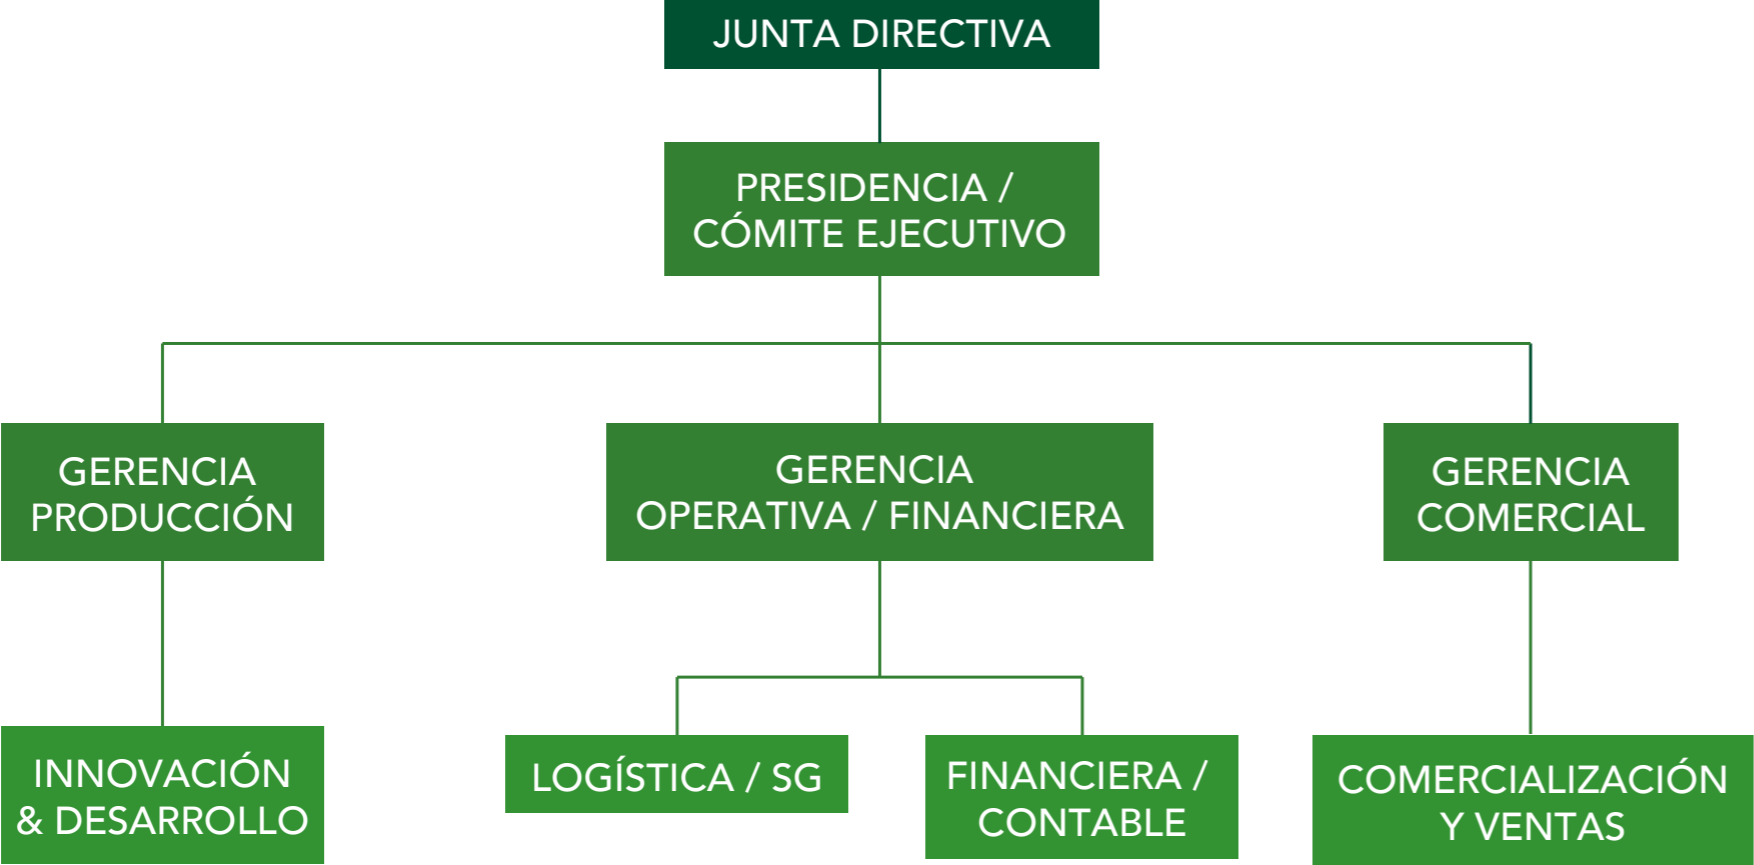 JUNTA DIRECTIVA
PRESIDENCIA /
CÓMITE EJECUTIVO
GERENCIA
PRODUCCIÓN
GERENCIA
OPERATIVA / FINANCIERA
GERENCIA
COMERCIAL
INNOVACIÓN
& DESARROLLO
LOGÍSTICA / SG
FINANCIERA /
CONTABLE
COMERCIALIZACIÓN
Y VENTAS